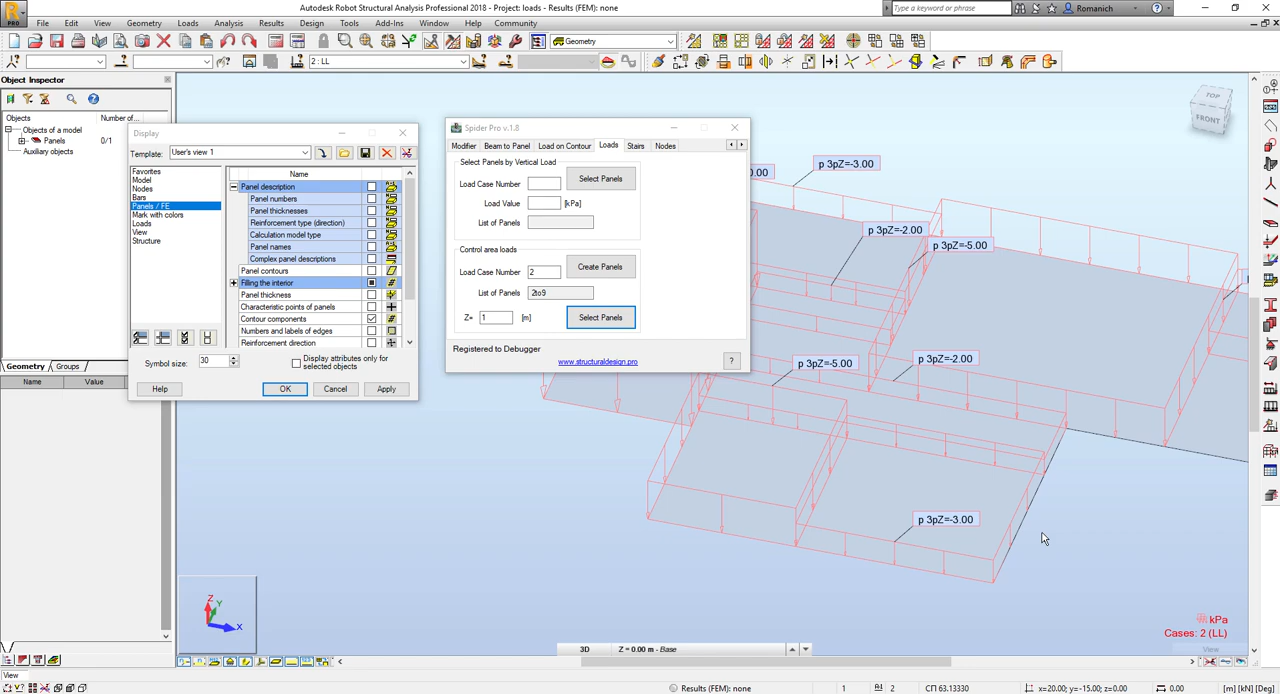 PRO
Autodesk Robot Structural Analysis Professional 2018 - Project: loads - Results (FEM): none
Type a keyword or phrase
Romanich
File Edit View Geometry Loads Analysis Results Design Tools Add-Ins Window Help Community
Geometry
2 : LL
Object Inspector
Objects Number of...
Objects of a model
Panels 0/1
Auxiliary objects
Geometry Groups
Name Value
Display
Template: User's view 1
Favorites
Model
Nodes
Bars
Panels / FE
Mark with colors
Loads
View
Structure
Name
Panel description
Panel numbers
Panel thicknesses
Reinforcement type (direction)
Calculation model type
Panel names
Complex panel descriptions
Panel contours
Filling the interior
Panel thickness
Characteristic points of panels
Contour components
Numbers and labels of edges
Reinforcement direction
Symbol size: 30
Display attributes only for
selected objects
Help OK Cancel Apply
Spider Pro v.1.8
Modifier Beam to Panel Load on Contour Loads Stairs Nodes
Select Panels by Vertical Load
Load Case Number
Select Panels
Load Value [kPa]
List of Panels
Control area loads
Load Case Number 2
Create Panels
List of Panels 2to9
Z= 1 [m]
Select Panels
Registered to Debugger
www.structuraldesign.pro
?
0.00
p 3pZ=-3.00
p 3pZ=-2.00
p 3pZ=-5.00
p 3pZ=-5.00
p 3pZ=-2.00
p 3pZ=-3.00
TOP
FRONT
Z
Y
X
kPa
Cases: 2 (LL)
3D Z = 0.00 m - Base
View
View
Results (FEM): none 1 2 СП 63.13330 x=20.00; y=-15.00; z=0.00 0.00 [m] [kN] [Deg]